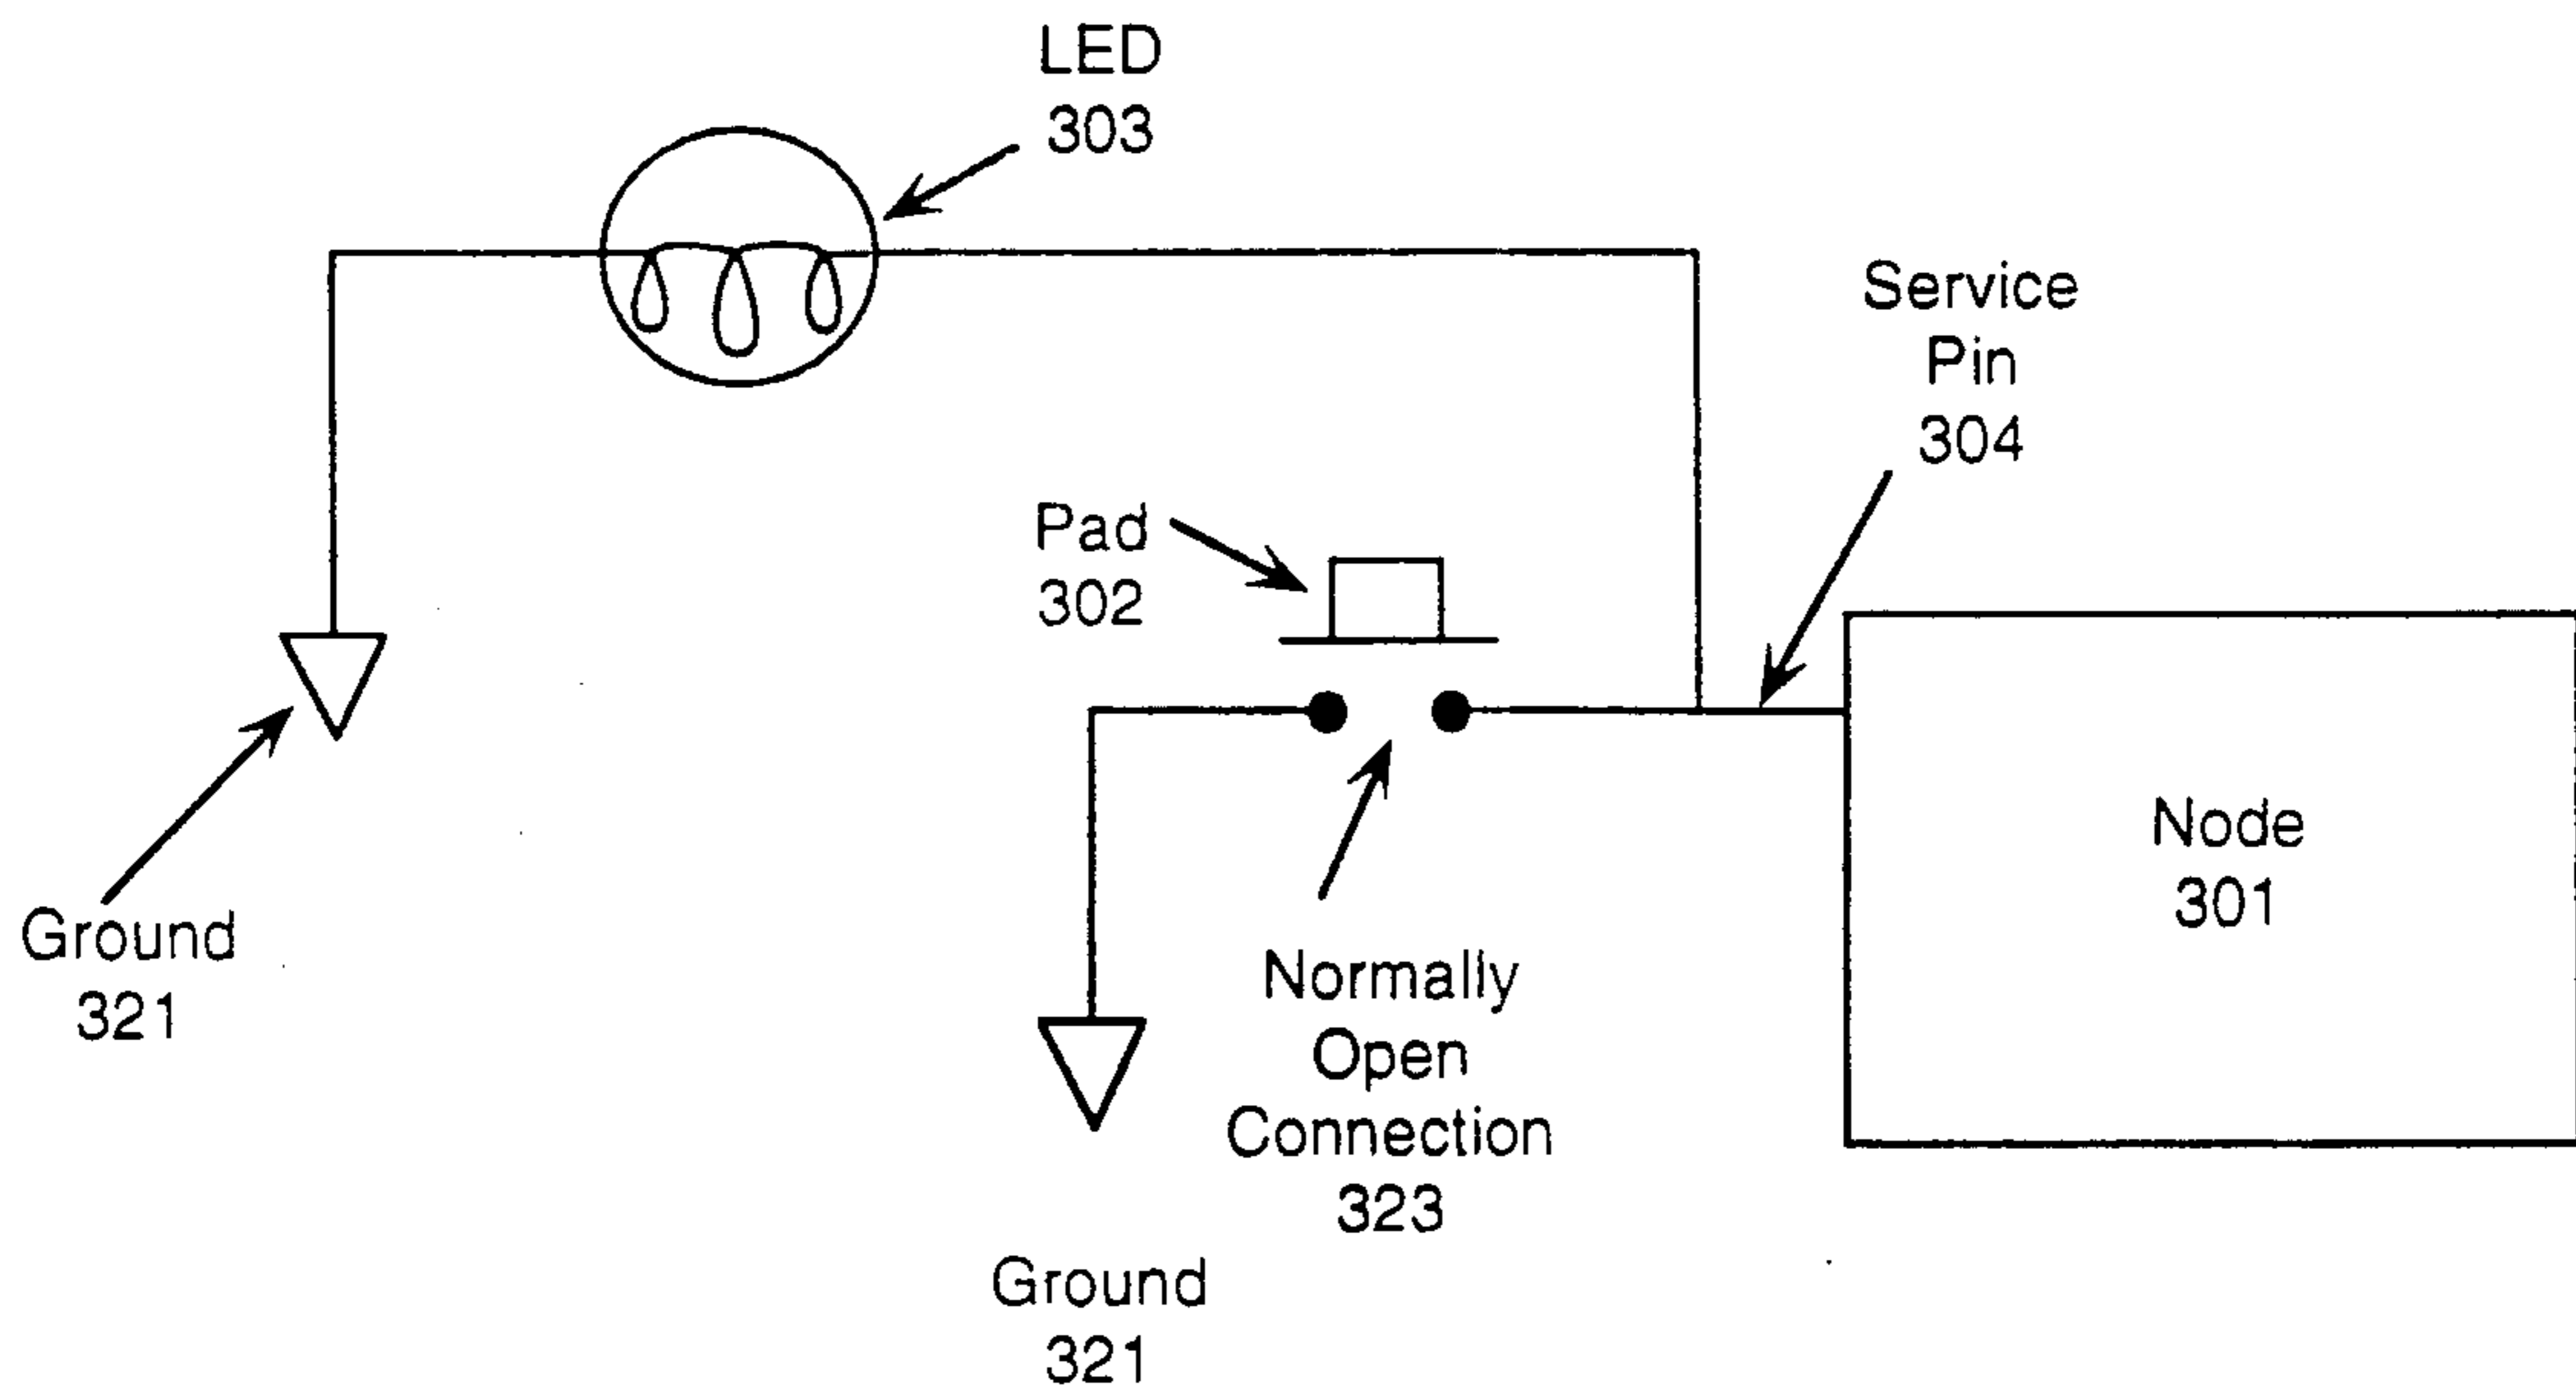 LED
303
Service
Pin
304
Pad
302
Node
301
Ground
321
Normally
Open
Connection
323
Ground
321